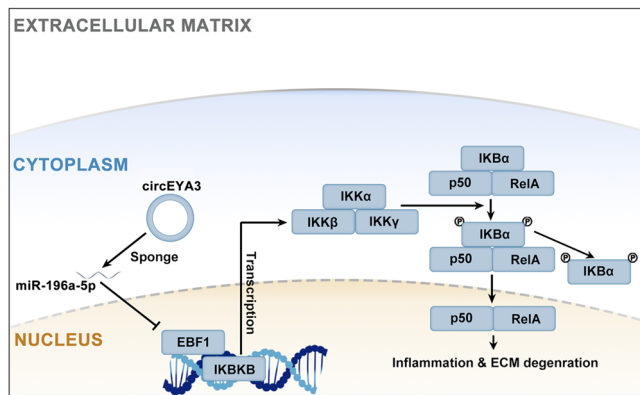 EXTRACELLULAR MATRIX
CYTOPLASM
circEYA3
Sponge
miR-196a-5p
NUCLEUS
EBF1
IKBKB
Transcription
IKKα
IKKβ IKKγ
IKBα
p50 RelA
P P
IKBα
p50 RelA
P P
IKBα
p50 RelA
Inflammation & ECM degenration